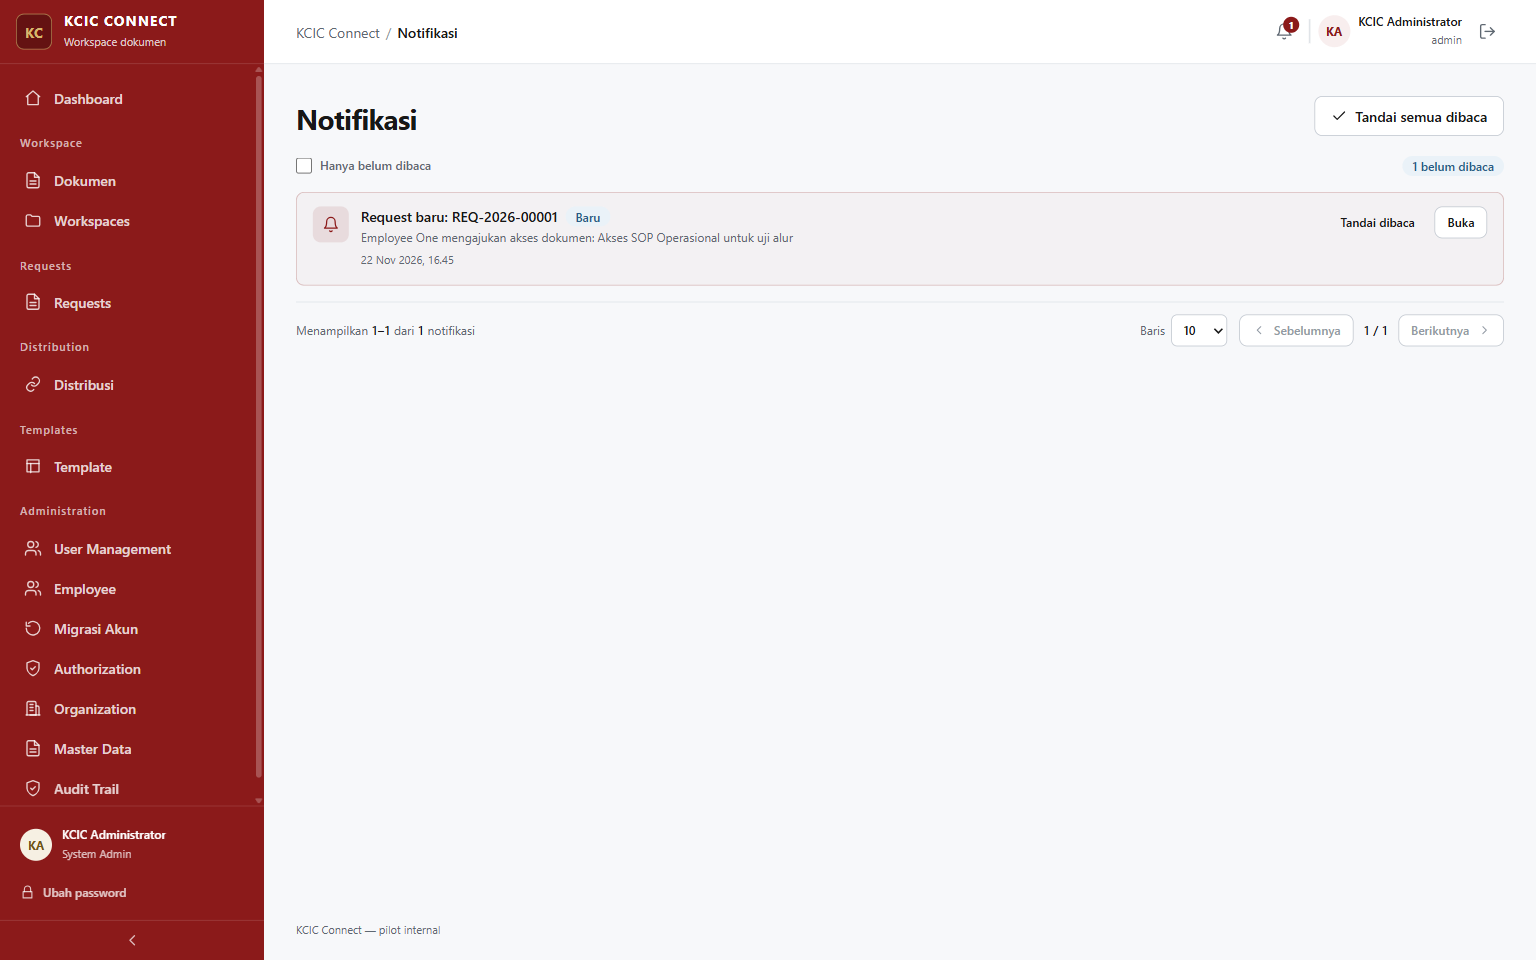 KC
KCIC CONNECT
Workspace dokumen
Dashboard
Workspace
Dokumen
Workspaces
Requests
Requests
Distribution
Distribusi
Templates
Template
Administration
User Management
Employee
Migrasi Akun
Authorization
Organization
Master Data
Audit Trail
KA
KCIC Administrator
System Admin
Ubah password
KCIC Connect / Notifikasi
1
KA
KCIC Administrator
admin
Notifikasi
Tandai semua dibaca
Hanya belum dibaca
1 belum dibaca
Request baru: REQ-2026-00001 Baru
Employee One mengajukan akses dokumen: Akses SOP Operasional untuk uji alur
22 Nov 2026, 16.45
Tandai dibaca
Buka
Menampilkan 1–1 dari 1 notifikasi
Baris 10 Sebelumnya 1 / 1 Berikutnya
KCIC Connect — pilot internal